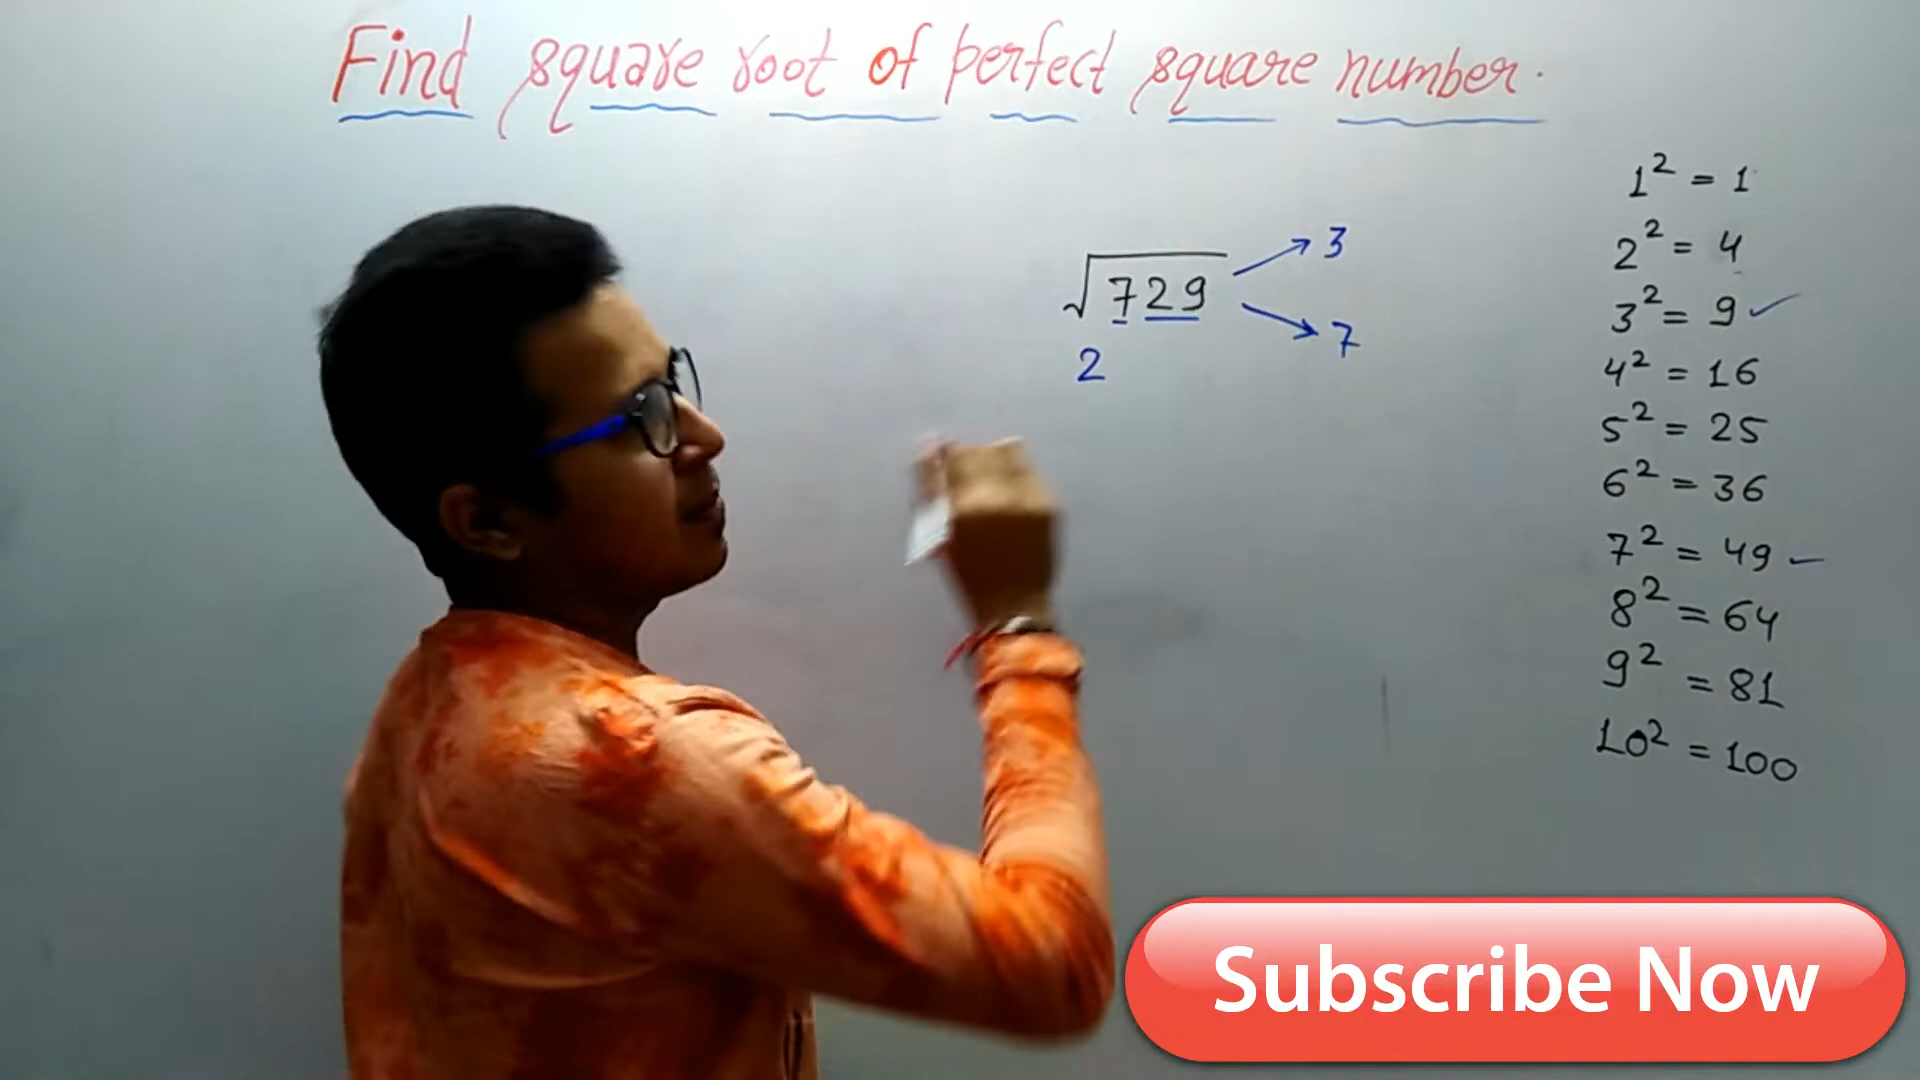 Find square root of perfect square number.
√729
3
7
2
1² = 1
2² = 4
3² = 9
4² = 16
5² = 25
6² = 36
7² = 49
8² = 64
9² = 81
10² = 100
Subscribe Now